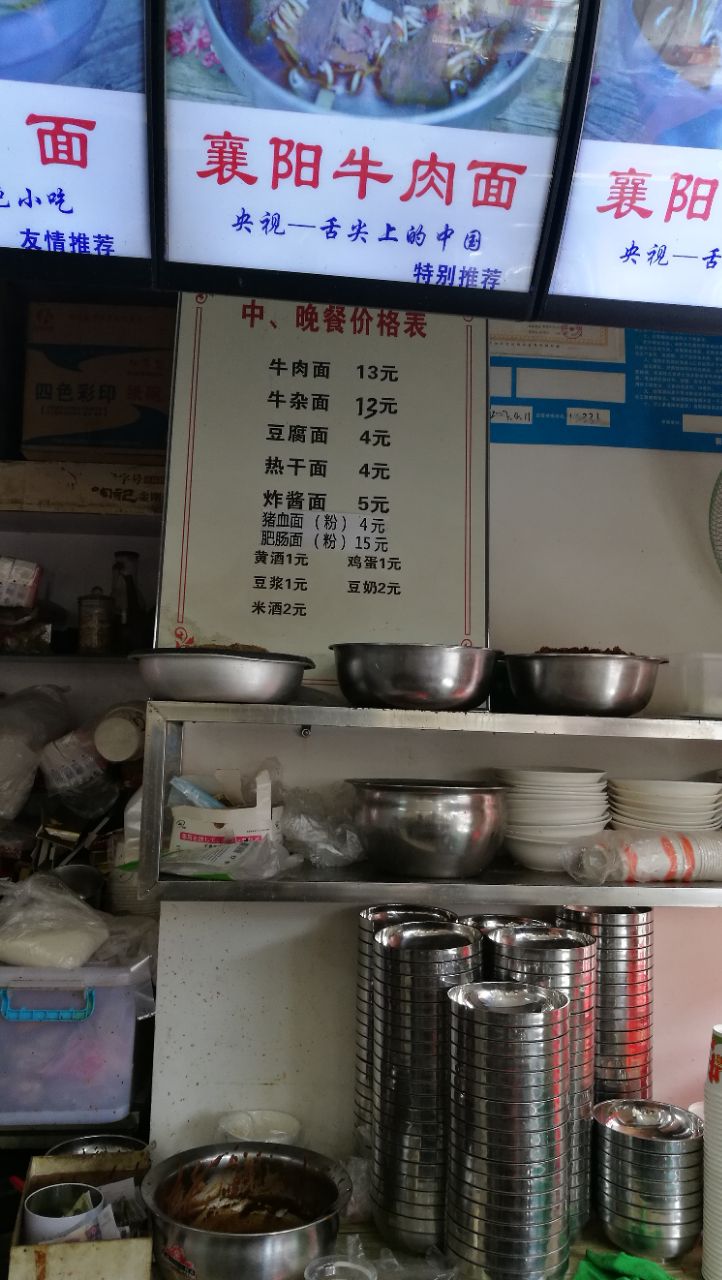 面
色小吃
友情推荐
襄阳牛肉面
央视—舌尖上的中国
特别推荐
襄阳
央视—舌
中、晚餐价格表
牛肉面 13元
牛杂面 13元
豆腐面 4元
热干面 4元
炸酱面 5元
猪血面（粉）4元
肥肠面（粉）15元
黄酒1元 鸡蛋1元
豆浆1元 豆奶2元
米酒2元
四色彩印